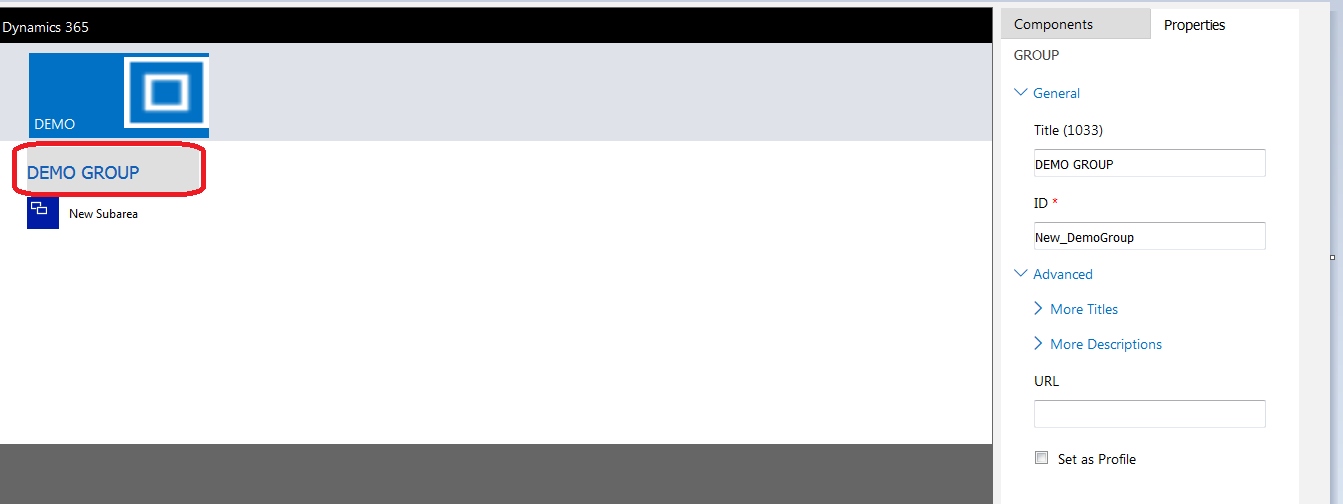 Dynamics 365
DEMO
DEMO GROUP
New Subarea
Components
Properties
GROUP
General
Title (1033)
DEMO GROUP
ID *
New_DemoGroup
Advanced
More Titles
More Descriptions
URL
Set as Profile